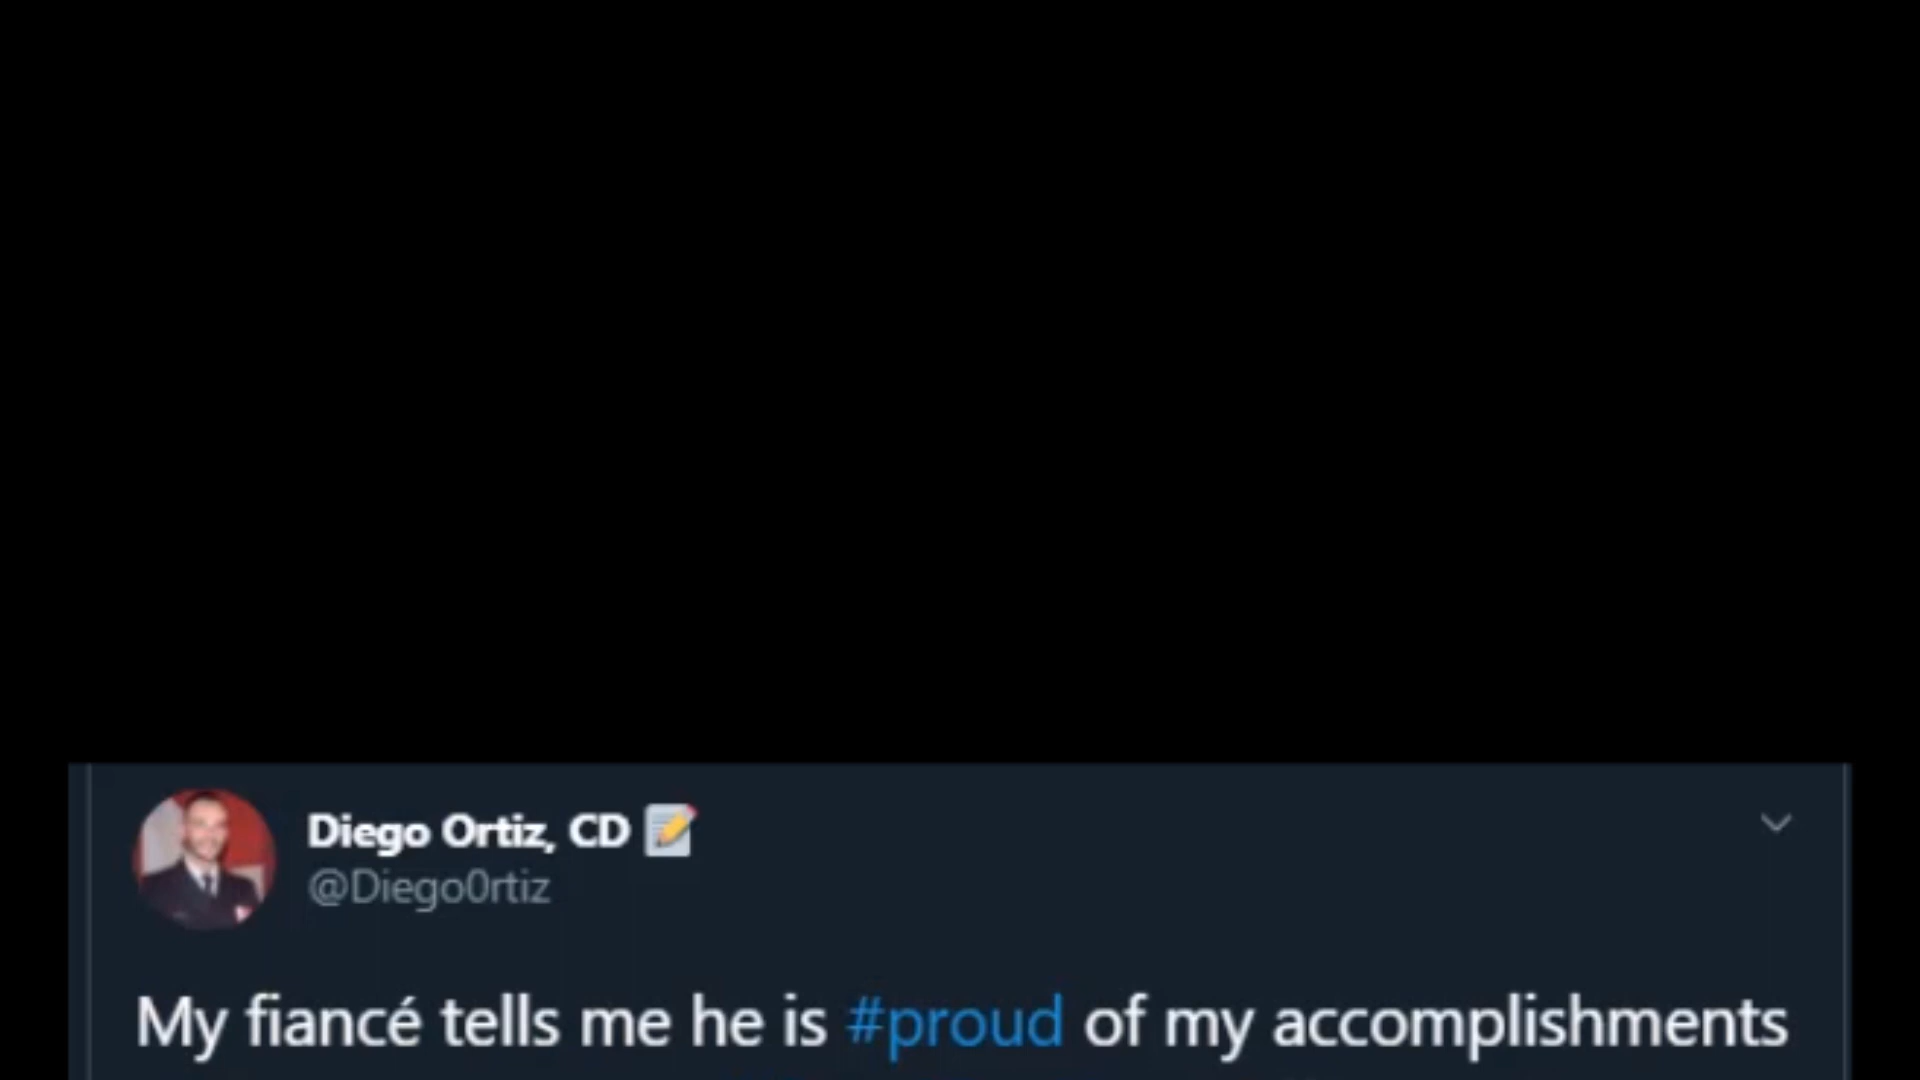 Diego Ortiz, CD
@Diego0rtiz
My fiancé tells me he is #proud of my accomplishments